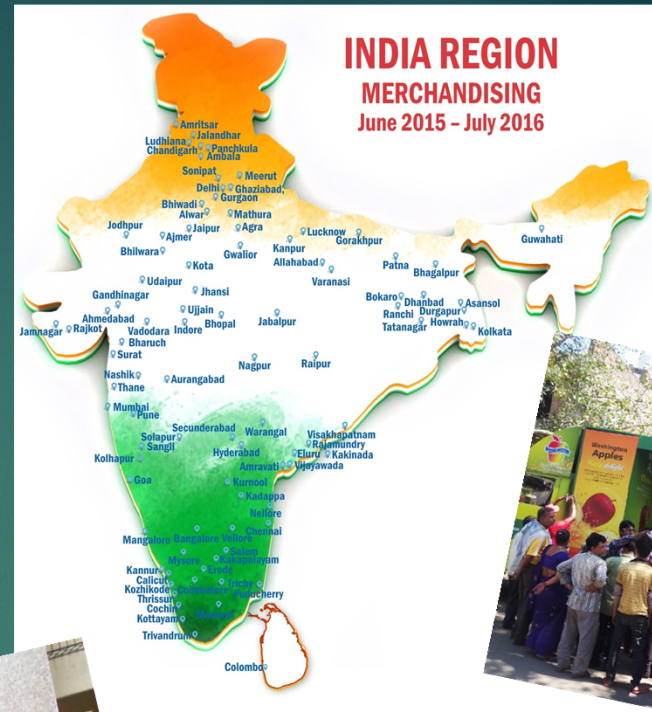 INDIA REGION
MERCHANDISING
June 2015 – July 2016
Amritsar
Jalandhar
Ludhiana
Chandigarh
Panchkula
Ambala
Sonipat
Meerut
Delhi
Ghaziabad,
Gurgaon
Bhiwadi
Alwar
Mathura
Jodhpur
Jaipur
Agra
Ajmer
Lucknow
Gorakhpur
Guwahati
Bhilwara
Gwalior
Kanpur
Kota
Allahabad
Varanasi
Patna
Bhagalpur
Udaipur
Jhansi
Gandhinagar
Bokaro
Dhanbad
Asansol
Ahmedabad
Ujjain
Ranchi
Durgapur
Jamnagar
Rajkot
Vadodara
Indore
Bhopal
Jabalpur
Tatanagar
Howrah
Kolkata
Bharuch
Surat
Nagpur
Raipur
Nashik
Aurangabad
Thane
Mumbai
Pune
Secunderabad
Warangal
Visakhapatnam
Solapur
Rajamundry
Sangli
Hyderabad
Eluru
Kakinada
Kolhapur
Amravati
Vijayawada
Goa
Kurnool
Kadappa
Nellore
Mangalore
Bangalore
Vellore
Chennai
Salem
Mysore
Kakapalayam
Kannur
Erode
Calicut
Kozhikode
Coimbatore
Trichy
Puducherry
Thrissur
Cochin
Kottayam
Trivandrum
Colombo
Washington
Apples